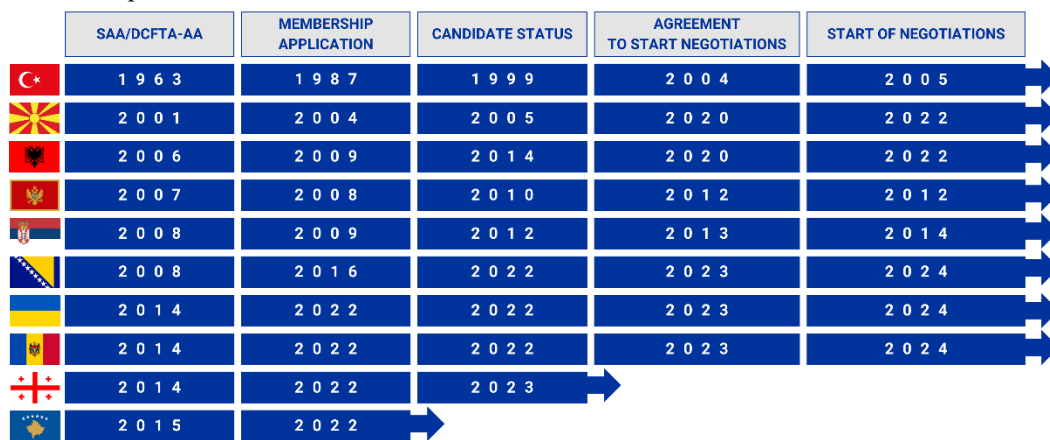 SAA/DCFTA-AA
MEMBERSHIP
APPLICATION
CANDIDATE STATUS
AGREEMENT
TO START NEGOTIATIONS
START OF NEGOTIATIONS
1963 1987 1999 2004 2005
2001 2004 2005 2020 2022
2006 2009 2014 2020 2022
2007 2008 2010 2012 2012
2008 2009 2012 2013 2014
2008 2016 2022 2023 2024
2014 2022 2022 2023 2024
2014 2022 2022 2023 2024
2014 2022 2023
2015 2022